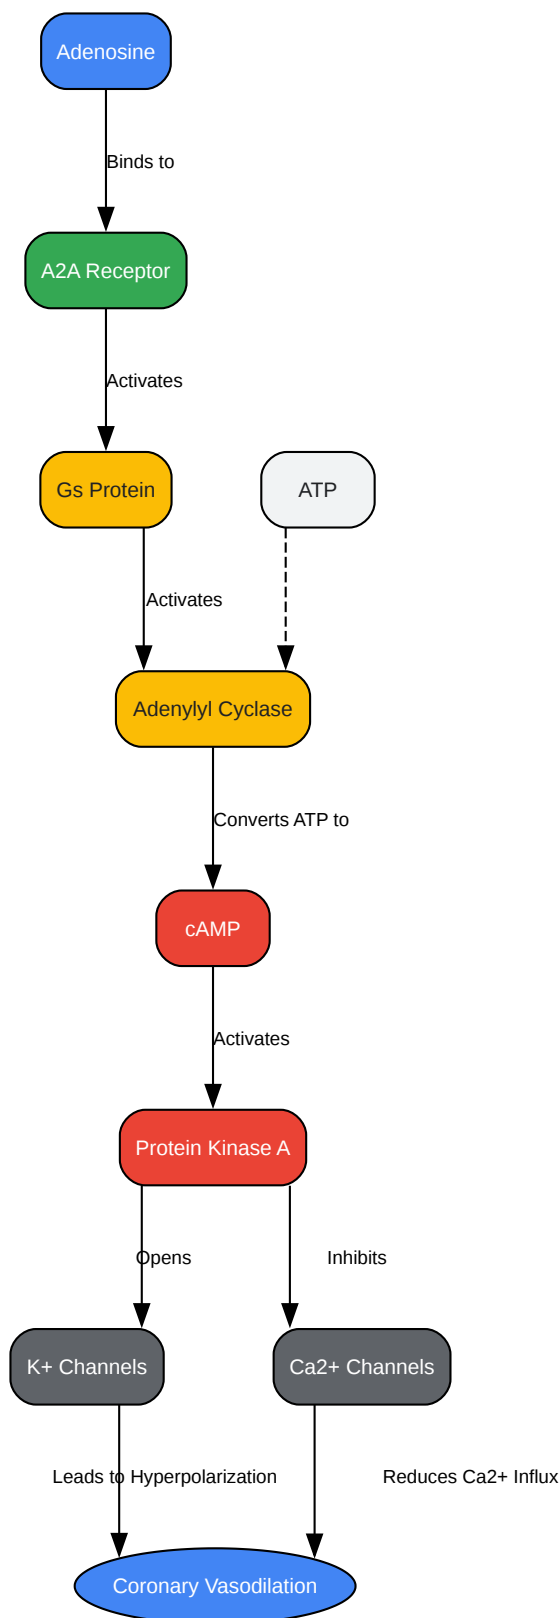 Adenosine
Binds to
A2A Receptor
Activates
Gs Protein
ATP
Activates
Adenylyl Cyclase
Converts ATP to
cAMP
Activates
Protein Kinase A
Opens
Inhibits
K+ Channels
Ca2+ Channels
Leads to Hyperpolarization
Reduces Ca2+ Influx
Coronary Vasodilation